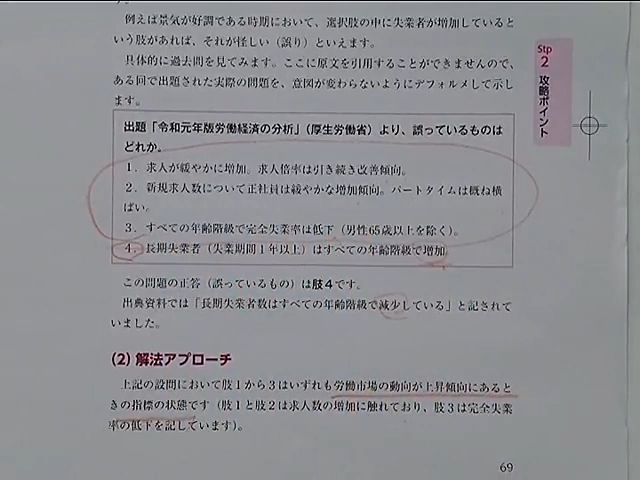 例えば景気が好調である時期において、選択肢の中に失業者が増加していると
いう肢があれば、それが怪しい（誤り）といえます。
具体的に過去問を見てみます。ここに原文を引用することができませんので、
ある回で出題された実際の問題を、意図が変わらないようにデフォルメして示し
ます。
Stp
2
攻略ポイント
出題「令和元年版労働経済の分析」（厚生労働省）より、誤っているものは
どれか。
1．求人が緩やかに増加。求人倍率は引き続き改善傾向。
2．新規求人数について正社員は緩やかな増加傾向。パートタイムは概ね横
ばい。
3．すべての年齢階級で完全失業率は低下（男性65歳以上を除く）。
4．長期失業者（失業期間1年以上）はすべての年齢階級で増加
この問題の正答（誤っているもの）は肢4です。
出典資料では「長期失業者数はすべての年齢階級で減少している」と記されて
いました。
(2) 解法アプローチ
上記の設問において肢1から3はいずれも労働市場の動向が上昇傾向にあると
きの指標の状態です（肢1と肢2は求人数の増加に触れており、肢3は完全失業
率の低下を記しています）。
69